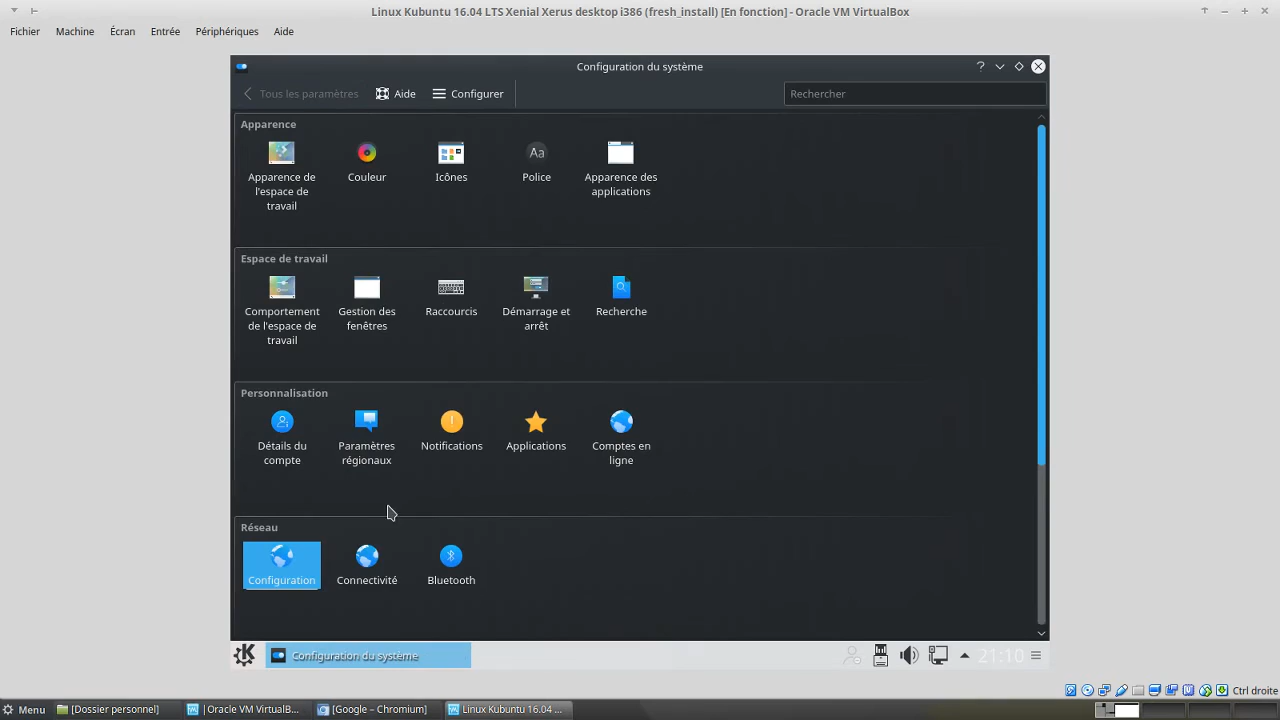 Linux Kubuntu 16.04 LTS Xenial Xerus desktop i386 (fresh_install) [En fonction] - Oracle VM VirtualBox
Fichier Machine Écran Entrée Périphériques Aide
Configuration du système
Tous les paramètres Aide Configurer Rechercher
Apparence
Apparence de l'espace de travail
Couleur
Icônes
Police
Apparence des applications
Espace de travail
Comportement de l'espace de travail
Gestion des fenêtres
Raccourcis
Démarrage et arrêt
Recherche
Personnalisation
Détails du compte
Paramètres régionaux
Notifications
Applications
Comptes en ligne
Réseau
Configuration Connectivité Bluetooth
Configuration du système 21:10
Ctrl droite
Menu [Dossier personnel] Oracle VM VirtualB... [Google – Chromium] Linux Kubuntu 16.04 ...